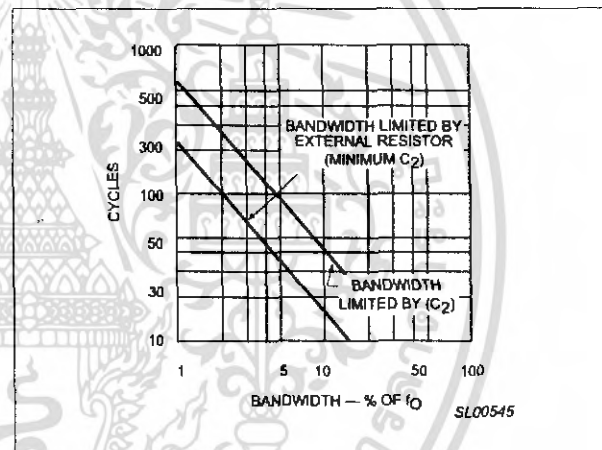 1000
500
300
100
50
30
10
CYCLES
BANDWIDTH LIMITED BY
EXTERNAL RESISTOR
(MINIMUM C2)
BANDWIDTH
LIMITED BY (C2)
1 5 10 50 100
BANDWIDTH — % OF fO
SL00545